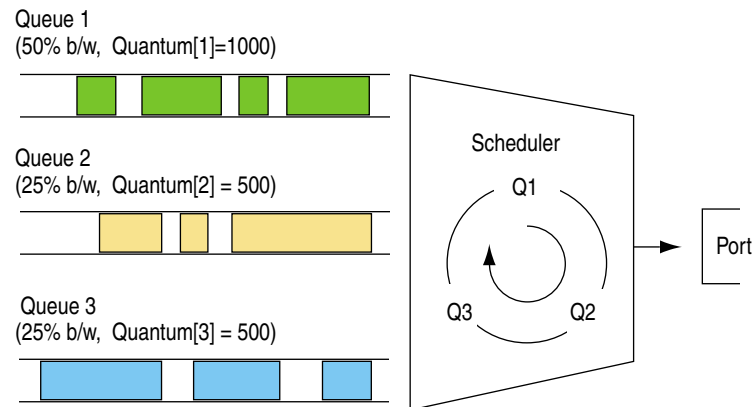 Queue 1
(50% b/w, Quantum[1]=1000)
Queue 2
(25% b/w, Quantum[2] = 500)
Queue 3
(25% b/w, Quantum[3] = 500)
Scheduler
Q1
Q3
Q2
Port